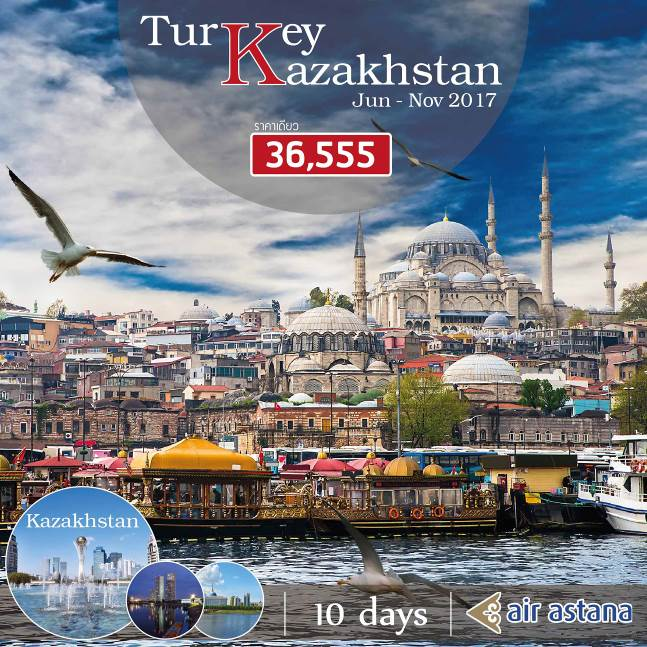 Turkey
Kazakhstan
Jun - Nov 2017
ราคาเดียว
36,555
Kazakhstan
10 days
air astana